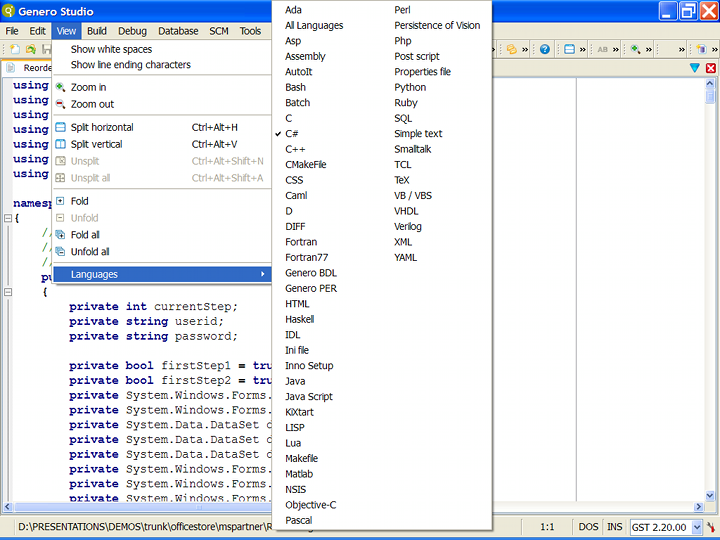 Genero Studio
File Edit View Build Debug Database SCM Tools
Reorde
Show white spaces
Show line ending characters
Zoom in
Zoom out
Split horizontal Ctrl+Alt+H
Split vertical Ctrl+Alt+V
Unsplit Ctrl+Alt+Shift+N
Unsplit all Ctrl+Alt+Shift+A
Fold
Unfold
Fold all
Unfold all
Languages
Ada
All Languages
Asp
Assembly
AutoIt
Bash
Batch
C
C#
C++
CMakeFile
CSS
Caml
D
DIFF
Fortran
Fortran77
Genero BDL
Genero PER
HTML
Haskell
IDL
Ini file
Inno Setup
Java
Java Script
KiXtart
LISP
Lua
Makefile
Matlab
NSIS
Objective-C
Pascal
Perl
Persistence of Vision
Php
Post script
Properties file
Python
Ruby
SQL
Simple text
Smalltalk
TCL
TeX
VB / VBS
VHDL
Verilog
XML
YAML
using
using
using
using
using
using
using
namesp
{
//
//
//
pu
{
private int currentStep;
private string userid;
private string password;
private bool firstStep1 = tru
private bool firstStep2 = tru
private System.Windows.Forms.
private System.Windows.Forms.
private System.Data.DataSet d
private System.Data.DataSet d
private System.Data.DataSet d
private System.Windows.Forms.
private System.Windows.Forms.
private System.Windows.Forms.
D:\PRESENTATIONS\DEMOS\trunk\officestore\mspartner\R 1:1 DOS INS GST 2.20.00